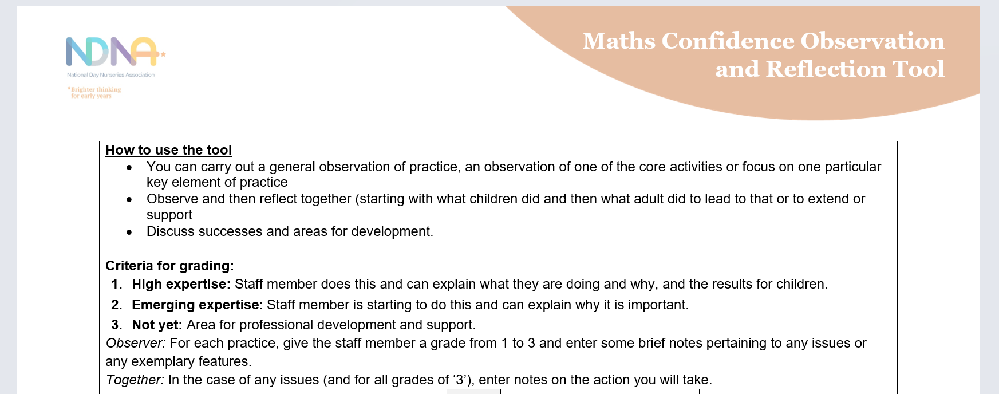 NDNA
National Day Nurseries Association
*Brighter thinking
for early years
Maths Confidence Observation
and Reflection Tool
How to use the tool
• You can carry out a general observation of practice, an observation of one of the core activities or focus on one particular
key element of practice
• Observe and then reflect together (starting with what children did and then what adult did to lead to that or to extend or
support
• Discuss successes and areas for development.
Criteria for grading:
1. High expertise: Staff member does this and can explain what they are doing and why, and the results for children.
2. Emerging expertise: Staff member is starting to do this and can explain why it is important.
3. Not yet: Area for professional development and support.
Observer: For each practice, give the staff member a grade from 1 to 3 and enter some brief notes pertaining to any issues or
any exemplary features.
Together: In the case of any issues (and for all grades of ‘3’), enter notes on the action you will take.